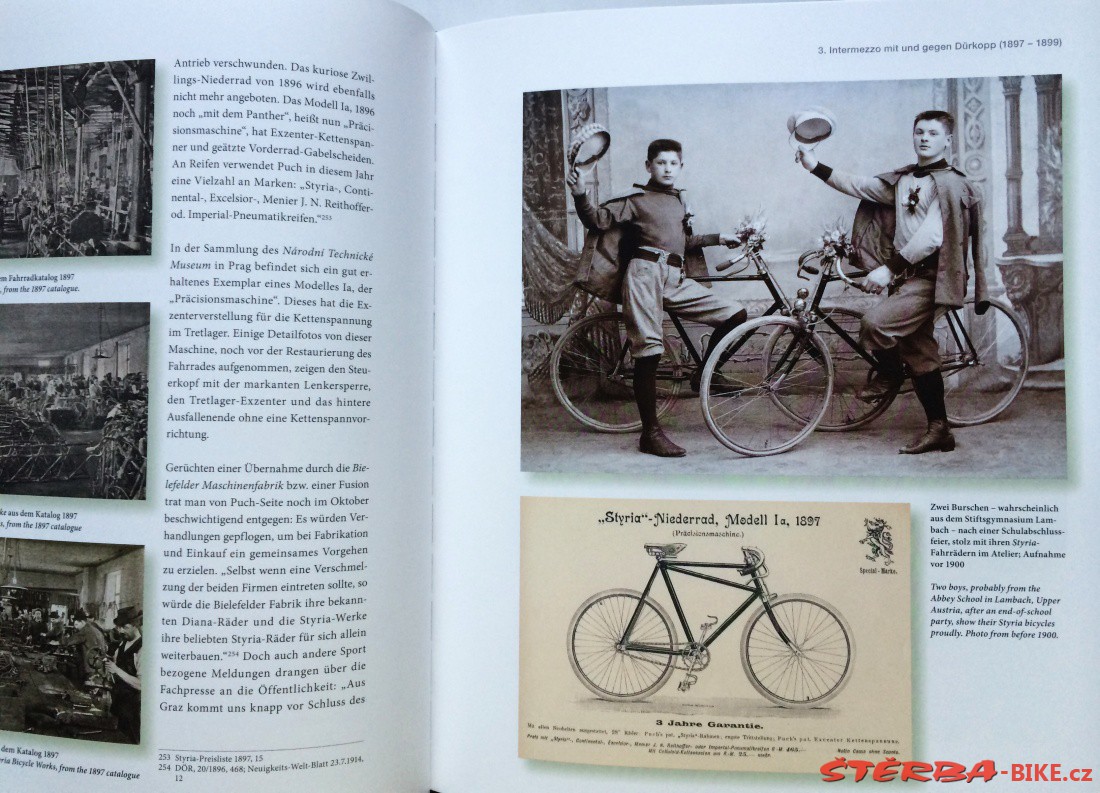 Antrieb verschwunden. Das kuriose Zwil-
lings-Niederrad von 1896 wird ebenfalls
nicht mehr angeboten. Das Modell Ia, 1896
noch „mit dem Panther“, heißt nun „Präci-
sionsmaschine“, hat Exzenter-Kettenspan-
ner und geätzte Vorderrad-Gabelscheiden.
An Reifen verwendet Puch in diesem Jahr
eine Vielzahl an Marken: „Styria-, Conti-
nental-, Excelsior-, Menier J. N. Reithoffer-
od. Imperial-Pneumatikreifen.“253
In der Sammlung des Národní Technické
Museum in Prag befindet sich ein gut er-
haltenes Exemplar eines Modelles Ia, der
„Präcisionsmaschine“. Dieses hat die Ex-
zenterverstellung für die Kettenspannung
im Tretlager. Einige Detailfotos von dieser
Maschine, noch vor der Restaurierung des
Fahrrades aufgenommen, zeigen den Steu-
erkopf mit der markanten Lenkersperre,
den Tretlager-Exzenter und das hintere
Ausfallenende ohne eine Kettenspannvor-
richtung.
Gerüchten einer Übernahme durch die Bie-
lefelder Maschinenfabrik bzw. einer Fusion
trat man von Puch-Seite noch im Oktober
beschwichtigend entgegen: Es würden Ver-
handlungen gepflogen, um bei Fabrikation
und Einkauf ein gemeinsames Vorgehen
zu erzielen. „Selbst wenn eine Verschmel-
zung der beiden Firmen eintreten sollte, so
würde die Bielefelder Fabrik ihre bekann-
ten Diana-Räder und die Styria-Werke
ihre beliebten Styria-Räder für sich allein
weiterbauen.“254 Doch auch andere Sport
bezogene Meldungen drangen über die
Fachpresse an die Öffentlichkeit: „Aus
Graz kommt uns knapp vor Schluss des
253 Styria-Preisliste 1897, 15
254 DÖR, 20/1896, 468; Neuigkeits-Welt-Blatt 23.7.1914,
12
em Fahrradkatalog 1897
, from the 1897 catalogue.
ke aus dem Katalog 1897
s, from the 1897 catalogue
dem Katalog 1897
ria Bicycle Works, from the 1897 catalogue
3. Intermezzo mit und gegen Dürkopp (1897 – 1899)
„Styria“-Niederrad, Modell Ia, 1897
(Präcisionsmaschine.)
Special-Marke.
3 Jahre Garantie.
Netto Cassa ohne Sconto.
Zwei Burschen – wahrscheinlich
aus dem Stiftsgymnasium Lam-
bach – nach einer Schulabschluss-
feier, stolz mit ihren Styria-
Fahrrädern im Atelier; Aufnahme
vor 1900
Two boys, probably from the
Abbey School in Lambach, Upper
Austria, after an end-of-school
party, show their Styria bicycles
proudly. Photo from before 1900.
ŠTĚRBA-BIKE.cz